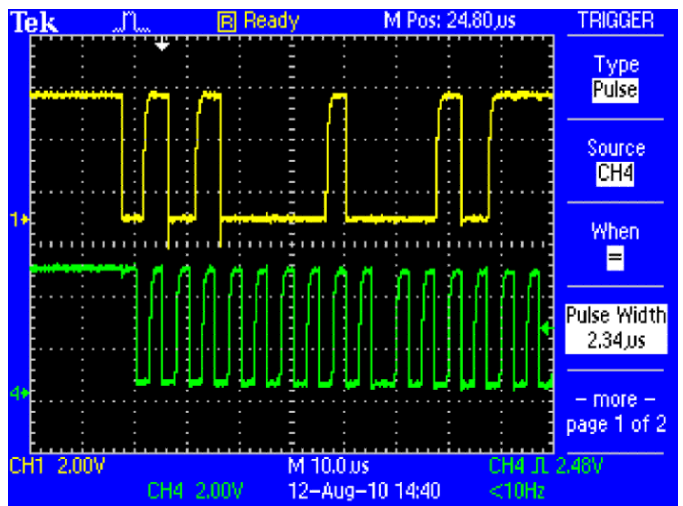 Tek R Ready M Pos: 24.80µs TRIGGER
Type
Pulse
Source
CH4
When
=
Pulse Width
2.34µs
– more –
page 1 of 2
1
4
CH1 2.00V M 10.0µs CH4 2.48V
CH4 2.00V 12–Aug–10 14:40 <10Hz